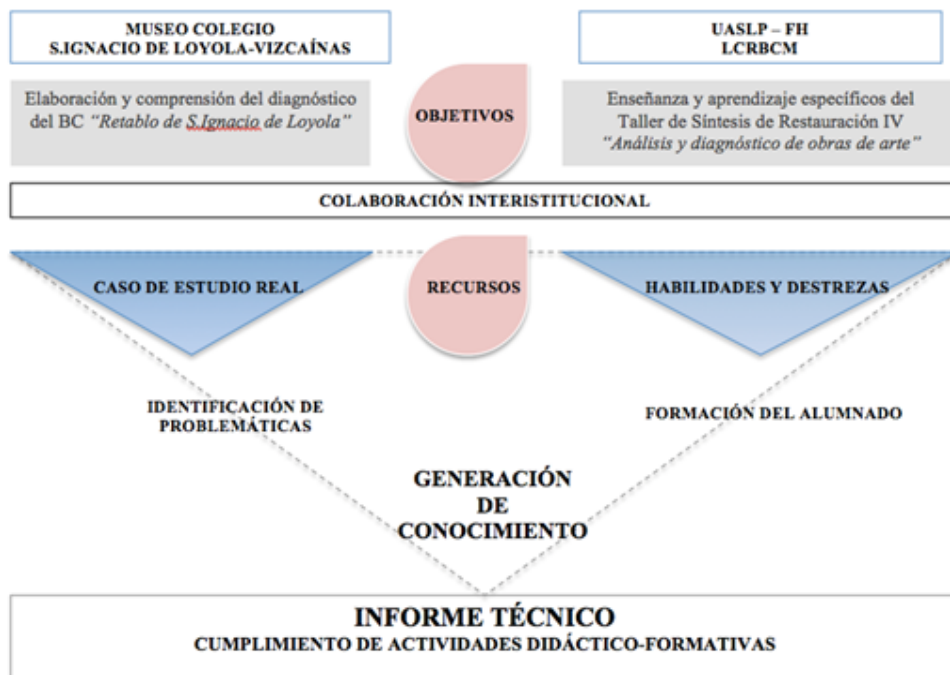 MUSEO COLEGIO
S.IGNACIO DE LOYOLA-VIZCAÍNAS
UASLP – FH
LCRBCM
Elaboración y comprensión del diagnóstico
del BC “Retablo de S.Ignacio de Loyola”
OBJETIVOS
Enseñanza y aprendizaje específicos del
Taller de Síntesis de Restauración IV
“Análisis y diagnóstico de obras de arte”
COLABORACIÓN INTERISTITUCIONAL
CASO DE ESTUDIO REAL
RECURSOS
HABILIDADES Y DESTREZAS
IDENTIFICACIÓN DE
PROBLEMÁTICAS
FORMACIÓN DEL ALUMNADO
GENERACIÓN
DE
CONOCIMIENTO
INFORME TÉCNICO
CUMPLIMIENTO DE ACTIVIDADES DIDÁCTICO-FORMATIVAS